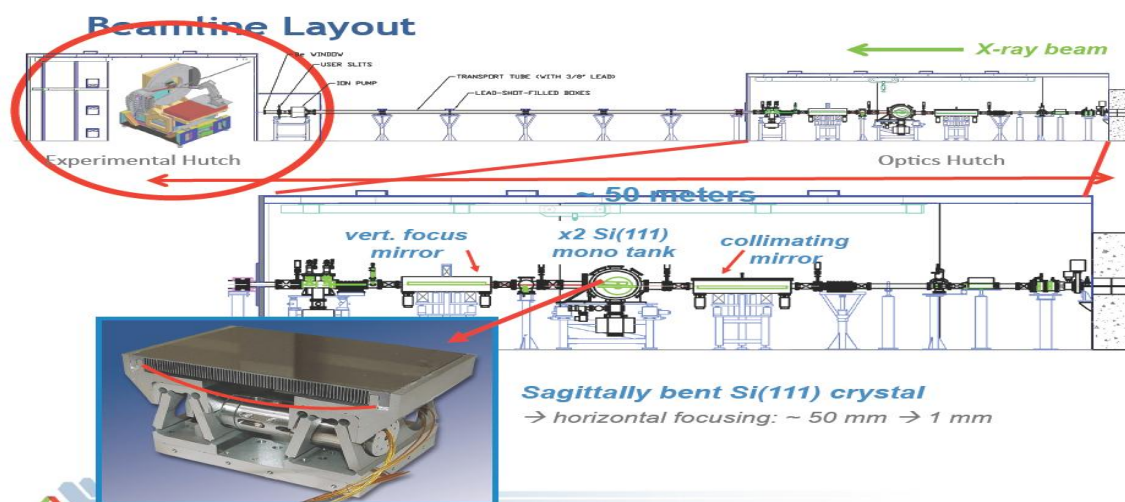 Beamline Layout
X-ray beam
Be WINDOW
USER SLITS
ION PUMP
TRANSPORT TUBE (WITH 3/8" LEAD)
LEAD-SHOT-FILLED BOXES
Experimental Hutch
Optics Hutch
~ 50 meters
vert. focus
mirror
x2 Si(111)
mono tank
collimating
mirror
Sagittally bent Si(111) crystal
→ horizontal focusing: ~ 50 mm → 1 mm